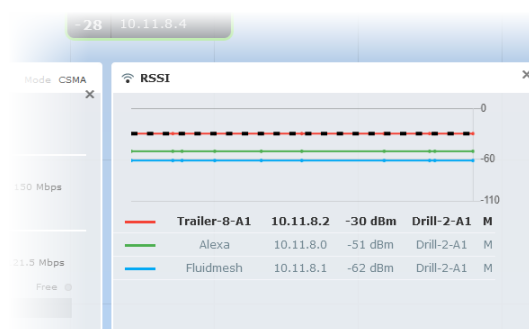 -28 10.11.8.4
Mode CSMA
150 Mbps
21.5 Mbps
Free
RSSI
0
-60
-110
Trailer-8-A1 10.11.8.2 -30 dBm Drill-2-A1 M
Alexa 10.11.8.0 -51 dBm Drill-2-A1 M
Fluidmesh 10.11.8.1 -62 dBm Drill-2-A1 M